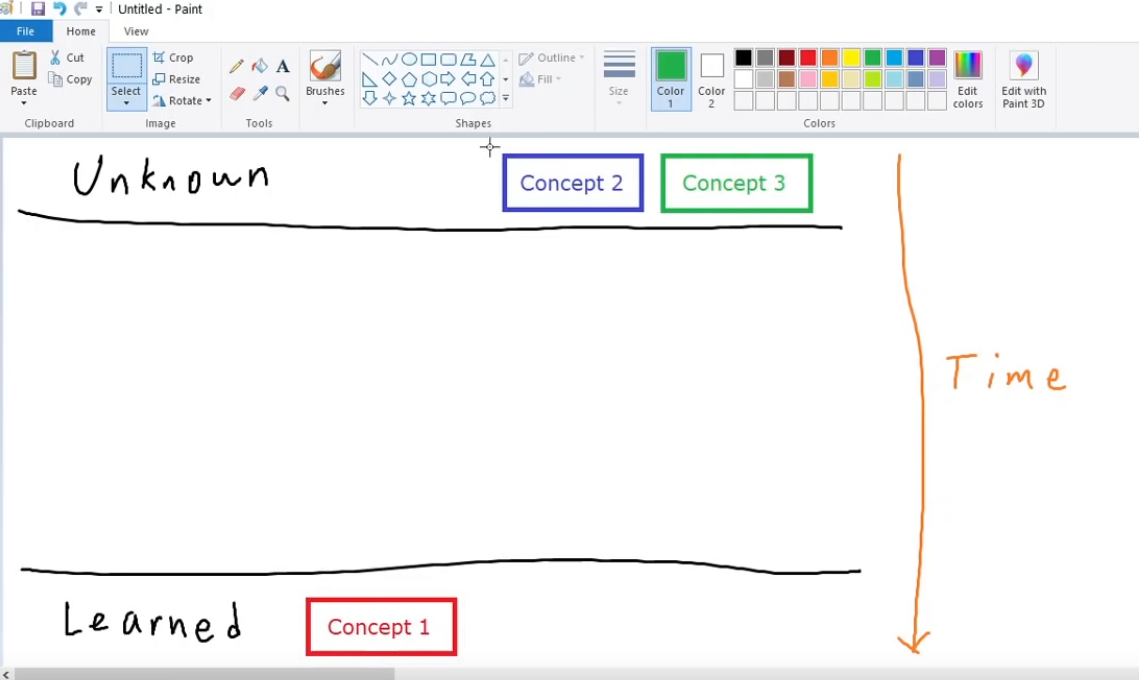 Untitled - Paint
File Home View
Paste
Cut
Copy
Clipboard
Select
Crop
Resize
Rotate
Image
A
Tools
Brushes
Outline
Fill
Shapes
Size
Color 1
Color 2
Edit colors
Colors
Edit with Paint 3D
Unknown
Concept 2
Concept 3
Time
Learned
Concept 1